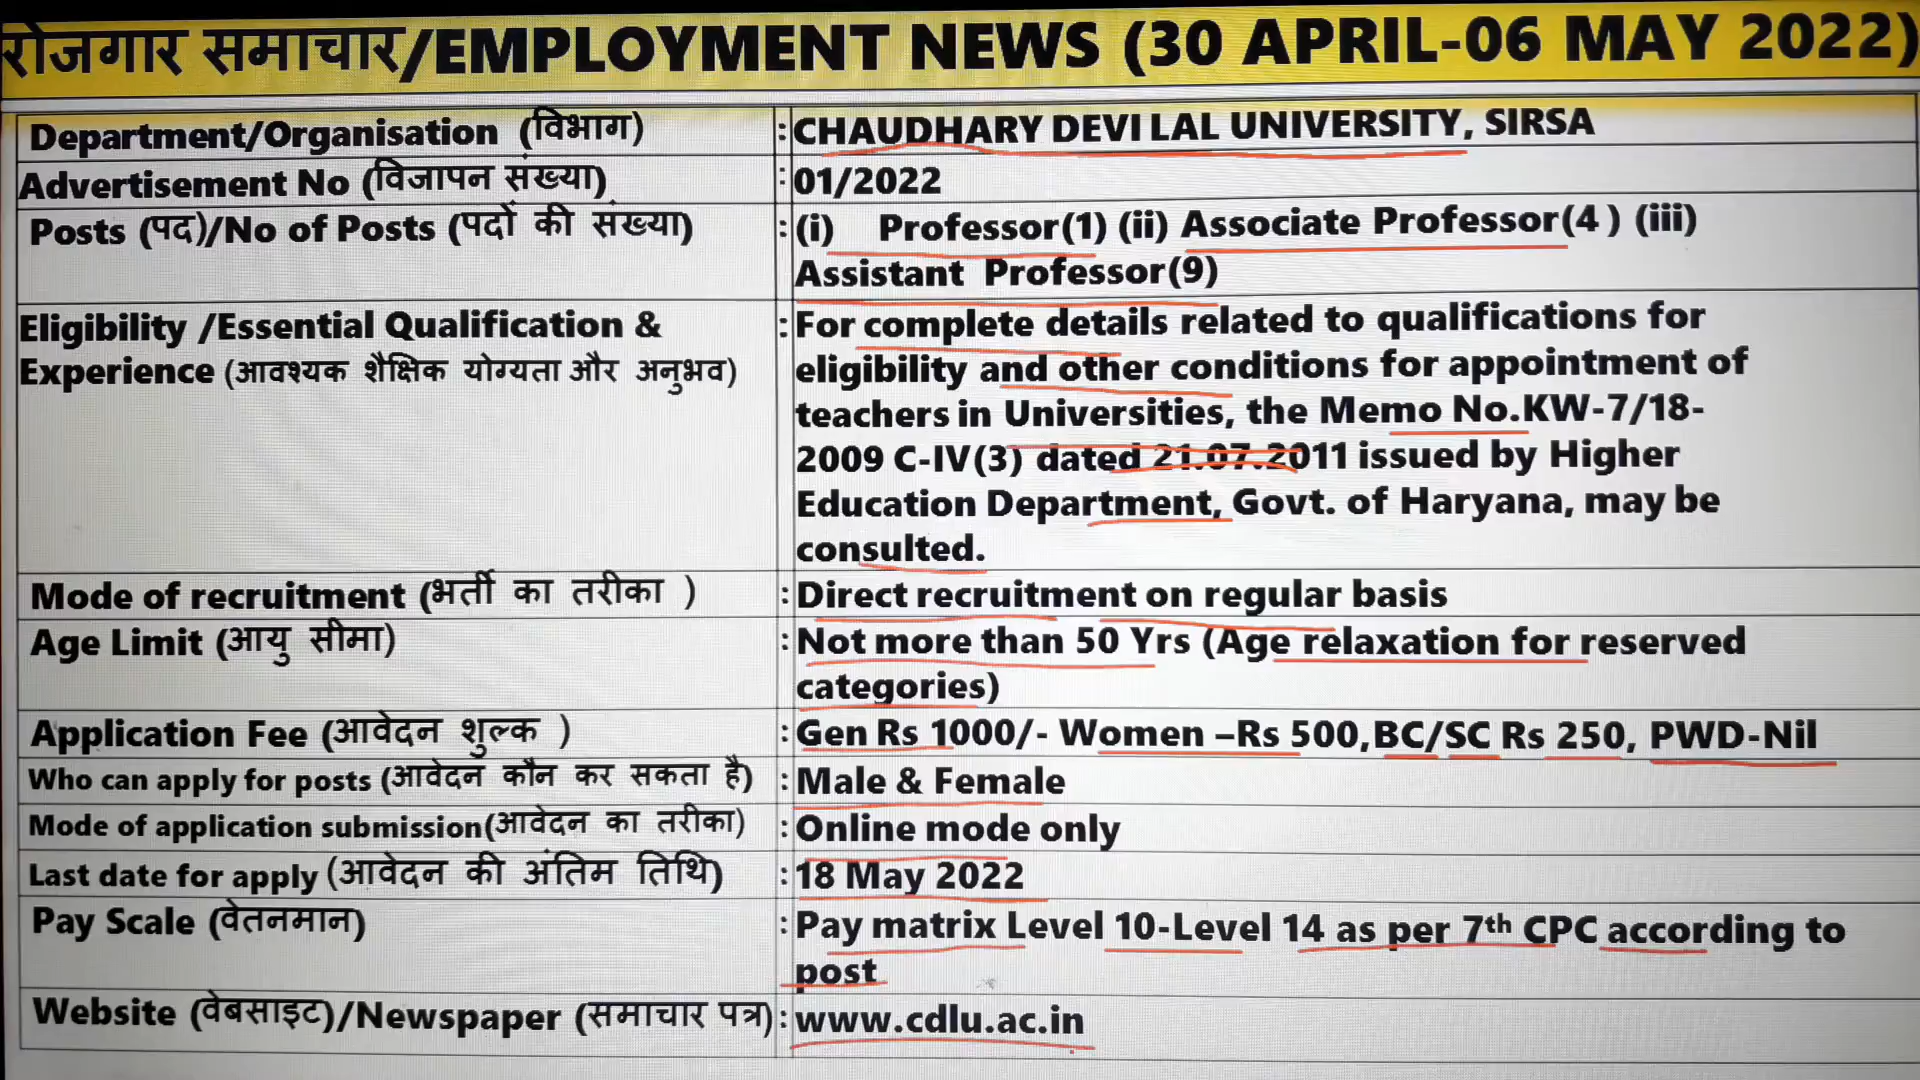 रोजगार समाचार/EMPLOYMENT NEWS (30 APRIL-06 MAY 2022)
Department/Organisation (विभाग) :CHAUDHARY DEVI LAL UNIVERSITY, SIRSA
Advertisement No (विजापन संख्या) :01/2022
Posts (पद)/No of Posts (पदों की संख्या) :(i) Professor(1) (ii) Associate Professor(4 ) (iii)
Assistant Professor(9)
Eligibility /Essential Qualification &
Experience (आवश्यक शैक्षिक योग्यता और अनुभव)
:For complete details related to qualifications for
eligibility and other conditions for appointment of
teachers in Universities, the Memo No.KW-7/18-
2009 C-IV(3) dated 21.07.2011 issued by Higher
Education Department, Govt. of Haryana, may be
consulted.
Mode of recruitment (भर्ती का तरीका ) :Direct recruitment on regular basis
Age Limit (आयु सीमा) :Not more than 50 Yrs (Age relaxation for reserved
categories)
Application Fee (आवेदन शुल्क ) :Gen Rs 1000/- Women –Rs 500,BC/SC Rs 250, PWD-Nil
Who can apply for posts (आवेदन कौन कर सकता है) :Male & Female
Mode of application submission(आवेदन का तरीका) :Online mode only
Last date for apply (आवेदन की अंतिम तिथि) :18 May 2022
Pay Scale (वेतनमान) :Pay matrix Level 10-Level 14 as per 7th CPC according to
post
Website (वेबसाइट)/Newspaper (समाचार पत्र):www.cdlu.ac.in